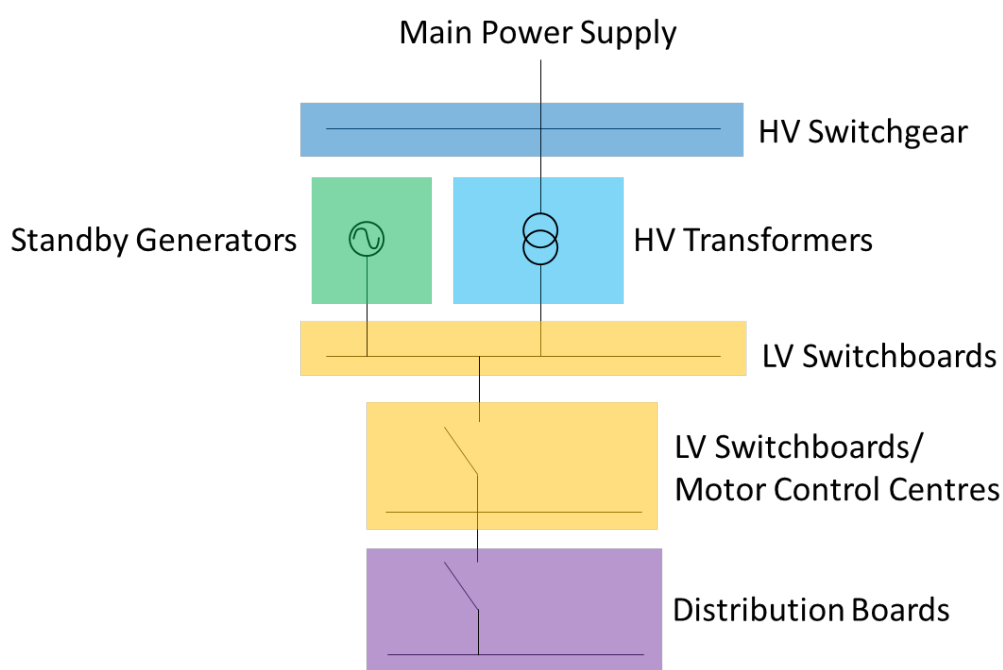 Main Power Supply
HV Switchgear
Standby Generators
HV Transformers
LV Switchboards
LV Switchboards/
Motor Control Centres
Distribution Boards